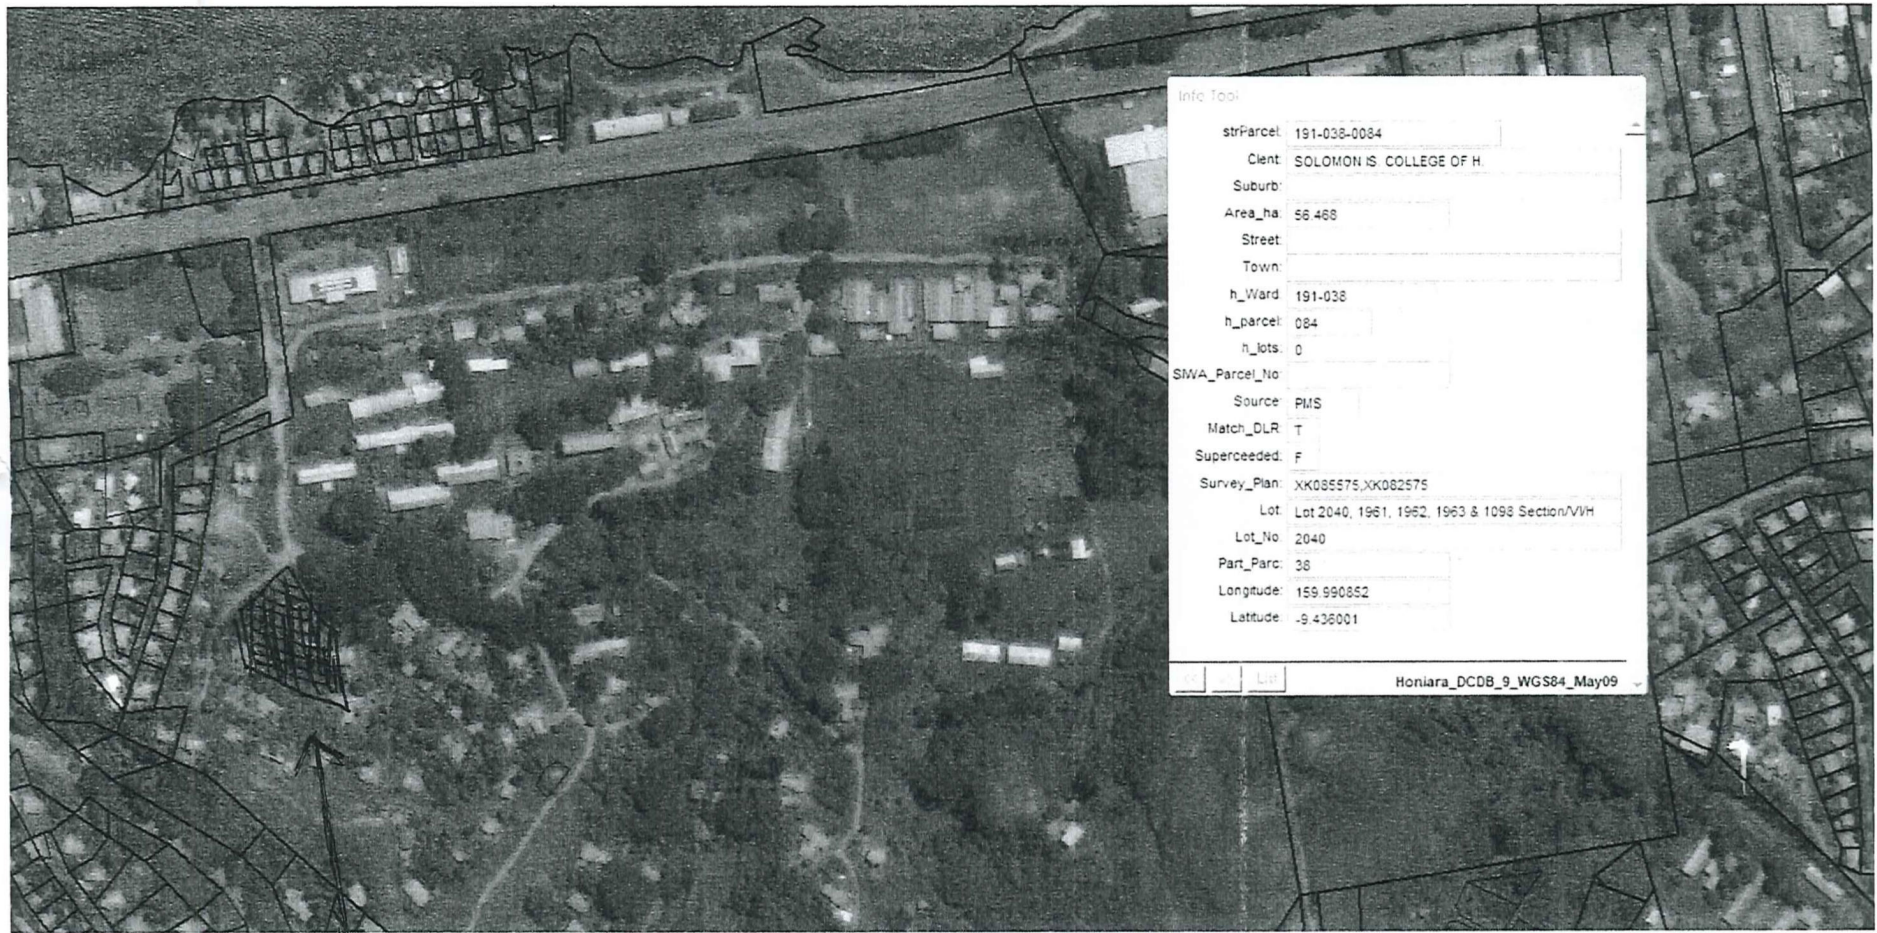 Info Tool
strParcel: 191-038-0084
Clent: SOLOMON IS. COLLEGE OF H.
Suburb:
Area_ha: 56.468
Street:
Town:
h_Ward: 191-038
h_parcel: 084
h_lots: 0
SIWA_Parcel_No:
Source: PMS
Match_DLR: T
Superceeded: F
Survey_Plan: XK085575,XK082575
Lot: Lot 2040, 1961, 1962, 1963 & 1098 Section/VI/H
Lot_No: 2040
Part_Parc: 38
Longitude: 159.990852
Latitude: -9.436001
<< >> List Honiara_DCDB_9_WGS84_May09